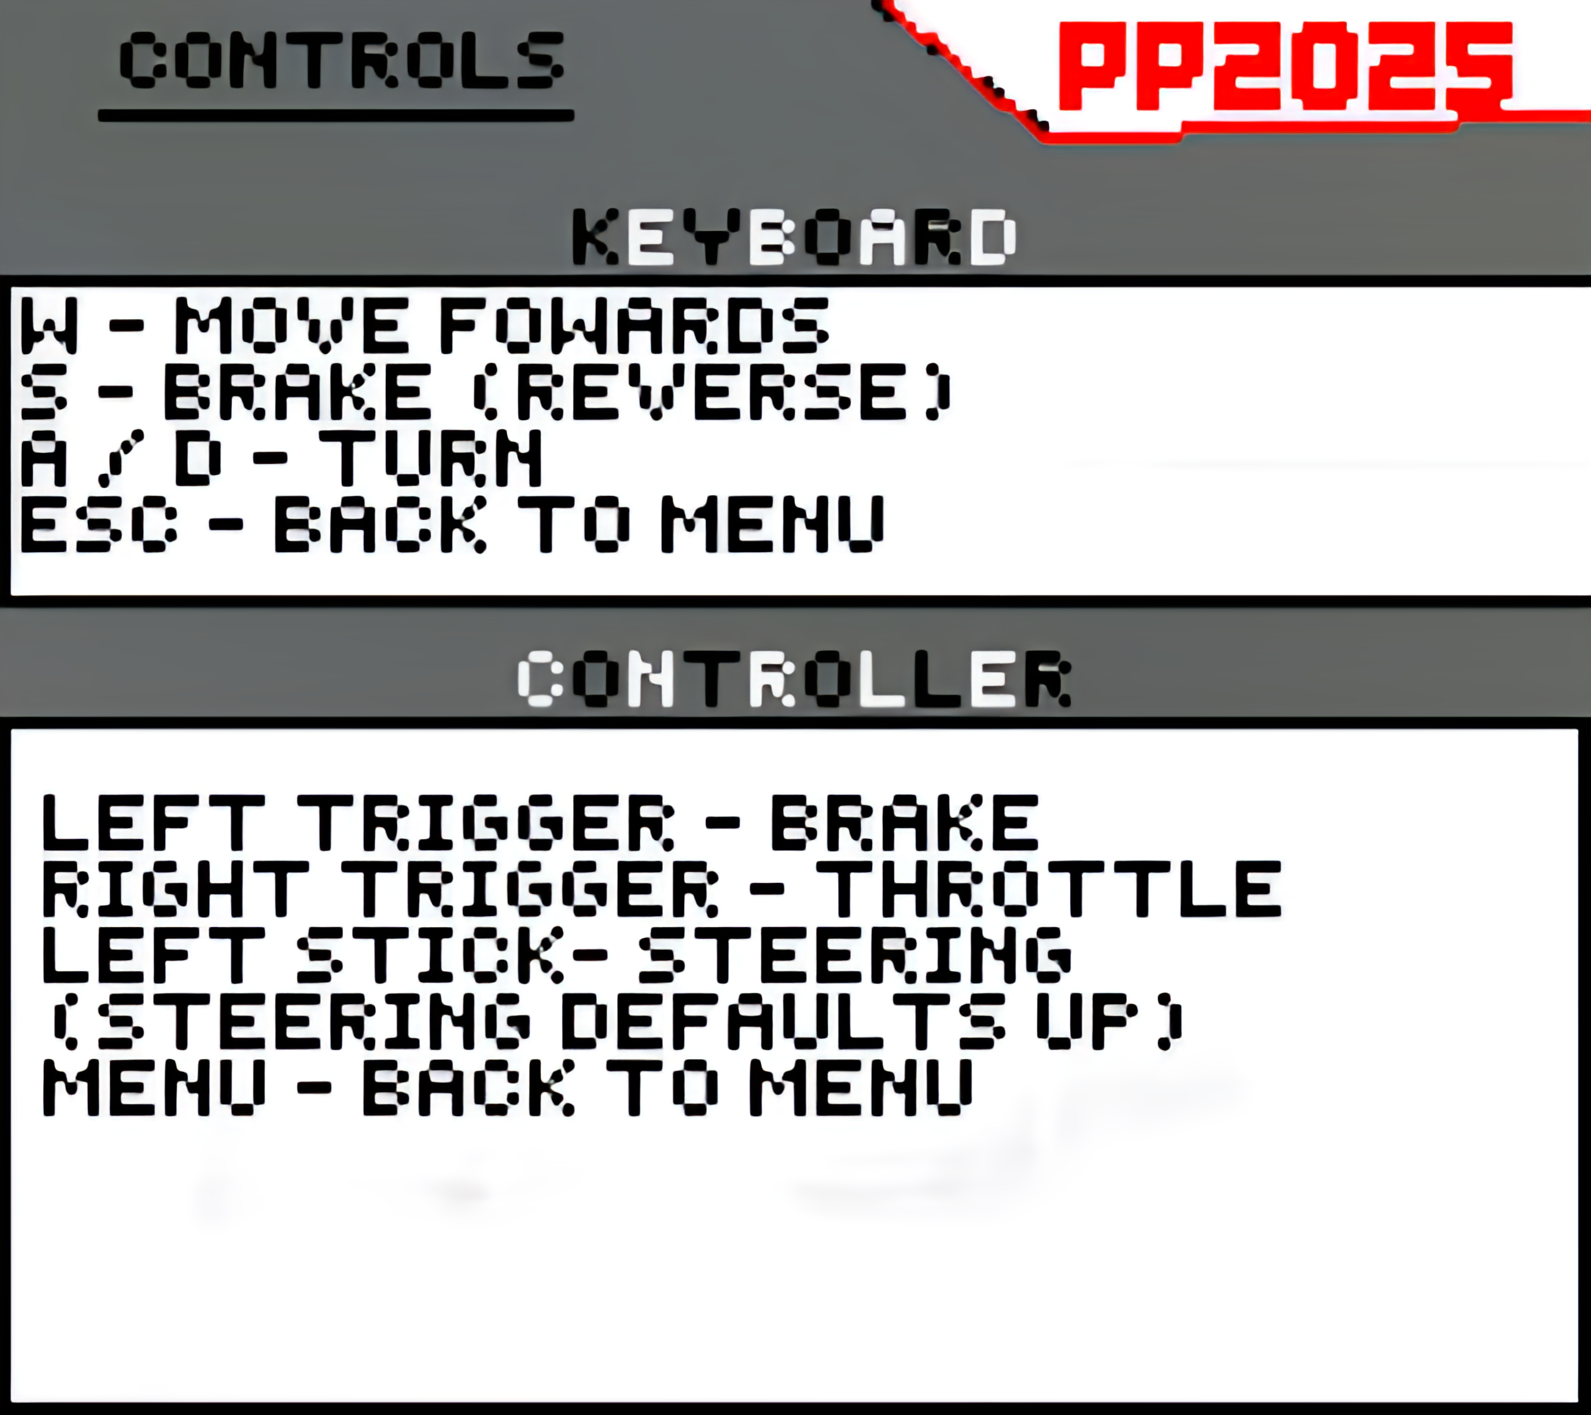 CONTROLS
PP2025
KEYBOARD
W - MOVE FOWARDS
S - BRAKE (REVERSE)
A / D - TURN
ESC - BACK TO MENU
CONTROLLER
LEFT TRIGGER - BRAKE
RIGHT TRIGGER - THROTTLE
LEFT STICK- STEERING
(STEERING DEFAULTS UP)
MENU - BACK TO MENU